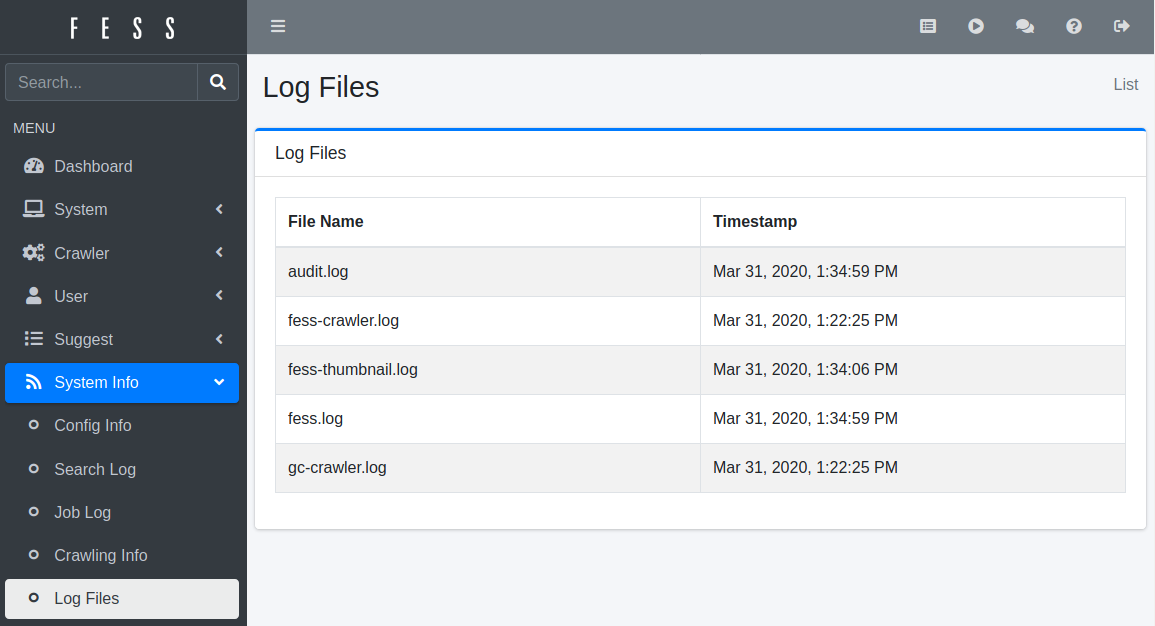 FESS
Search...
MENU
Dashboard
System
Crawler
User
Suggest
System Info
Config Info
Search Log
Job Log
Crawling Info
Log Files
Log Files
List
Log Files
File Name Timestamp
audit.log Mar 31, 2020, 1:34:59 PM
fess-crawler.log Mar 31, 2020, 1:22:25 PM
fess-thumbnail.log Mar 31, 2020, 1:34:06 PM
fess.log Mar 31, 2020, 1:34:59 PM
gc-crawler.log Mar 31, 2020, 1:22:25 PM